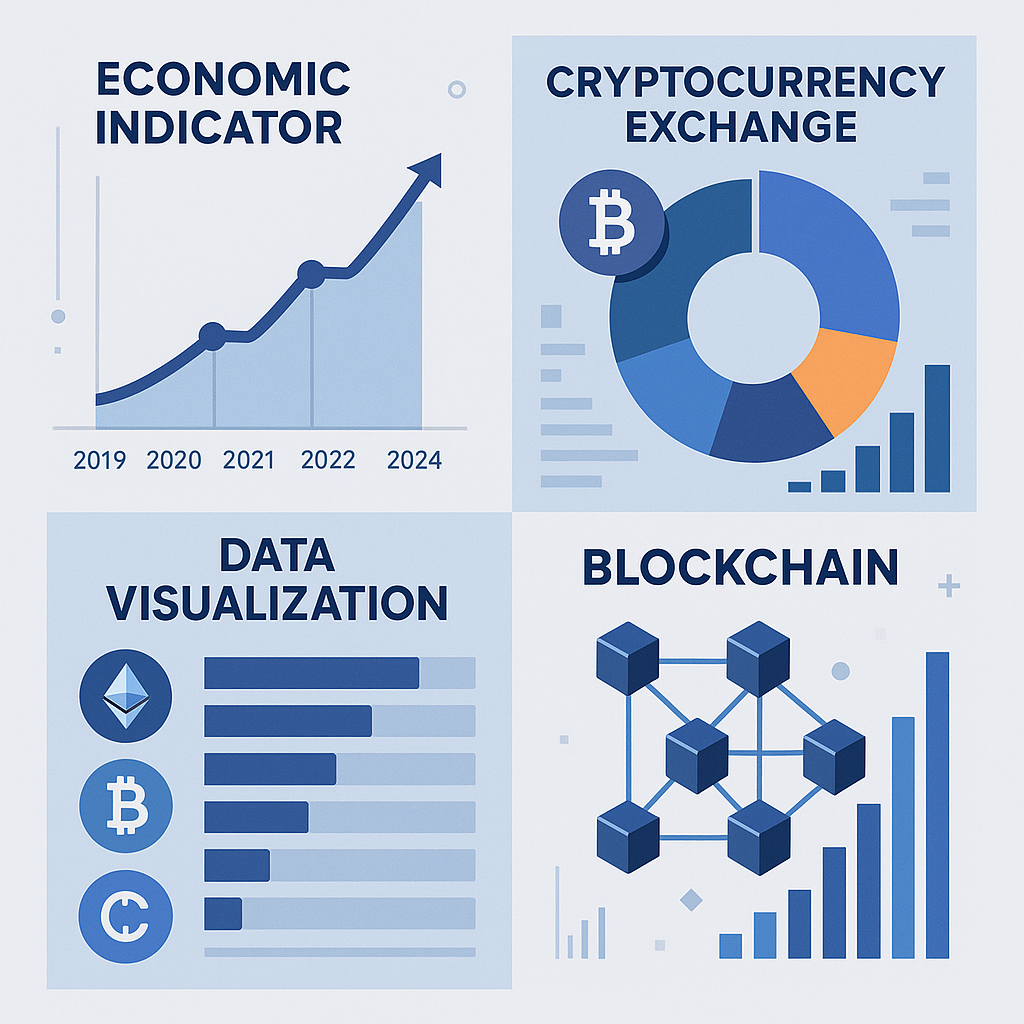 ECONOMIC
INDICATOR
2019 2020 2021 2022 2024
CRYPTOCURRENCY
EXCHANGE
DATA
VISUALIZATION
BLOCKCHAIN